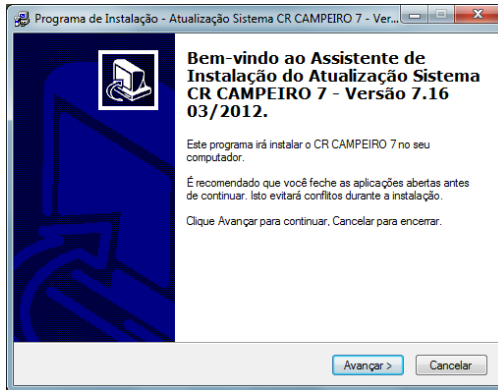 Programa de Instalação - Atualização Sistema CR CAMPEIRO 7 - Ver...
Bem-vindo ao Assistente de
Instalação do Atualização Sistema
CR CAMPEIRO 7 - Versão 7.16
03/2012.
Este programa irá instalar o CR CAMPEIRO 7 no seu
computador.
É recomendado que você feche as aplicações abertas antes
de continuar. Isto evitará conflitos durante a instalação.
Clique Avançar para continuar, Cancelar para encerrar.
Avançar >
Cancelar